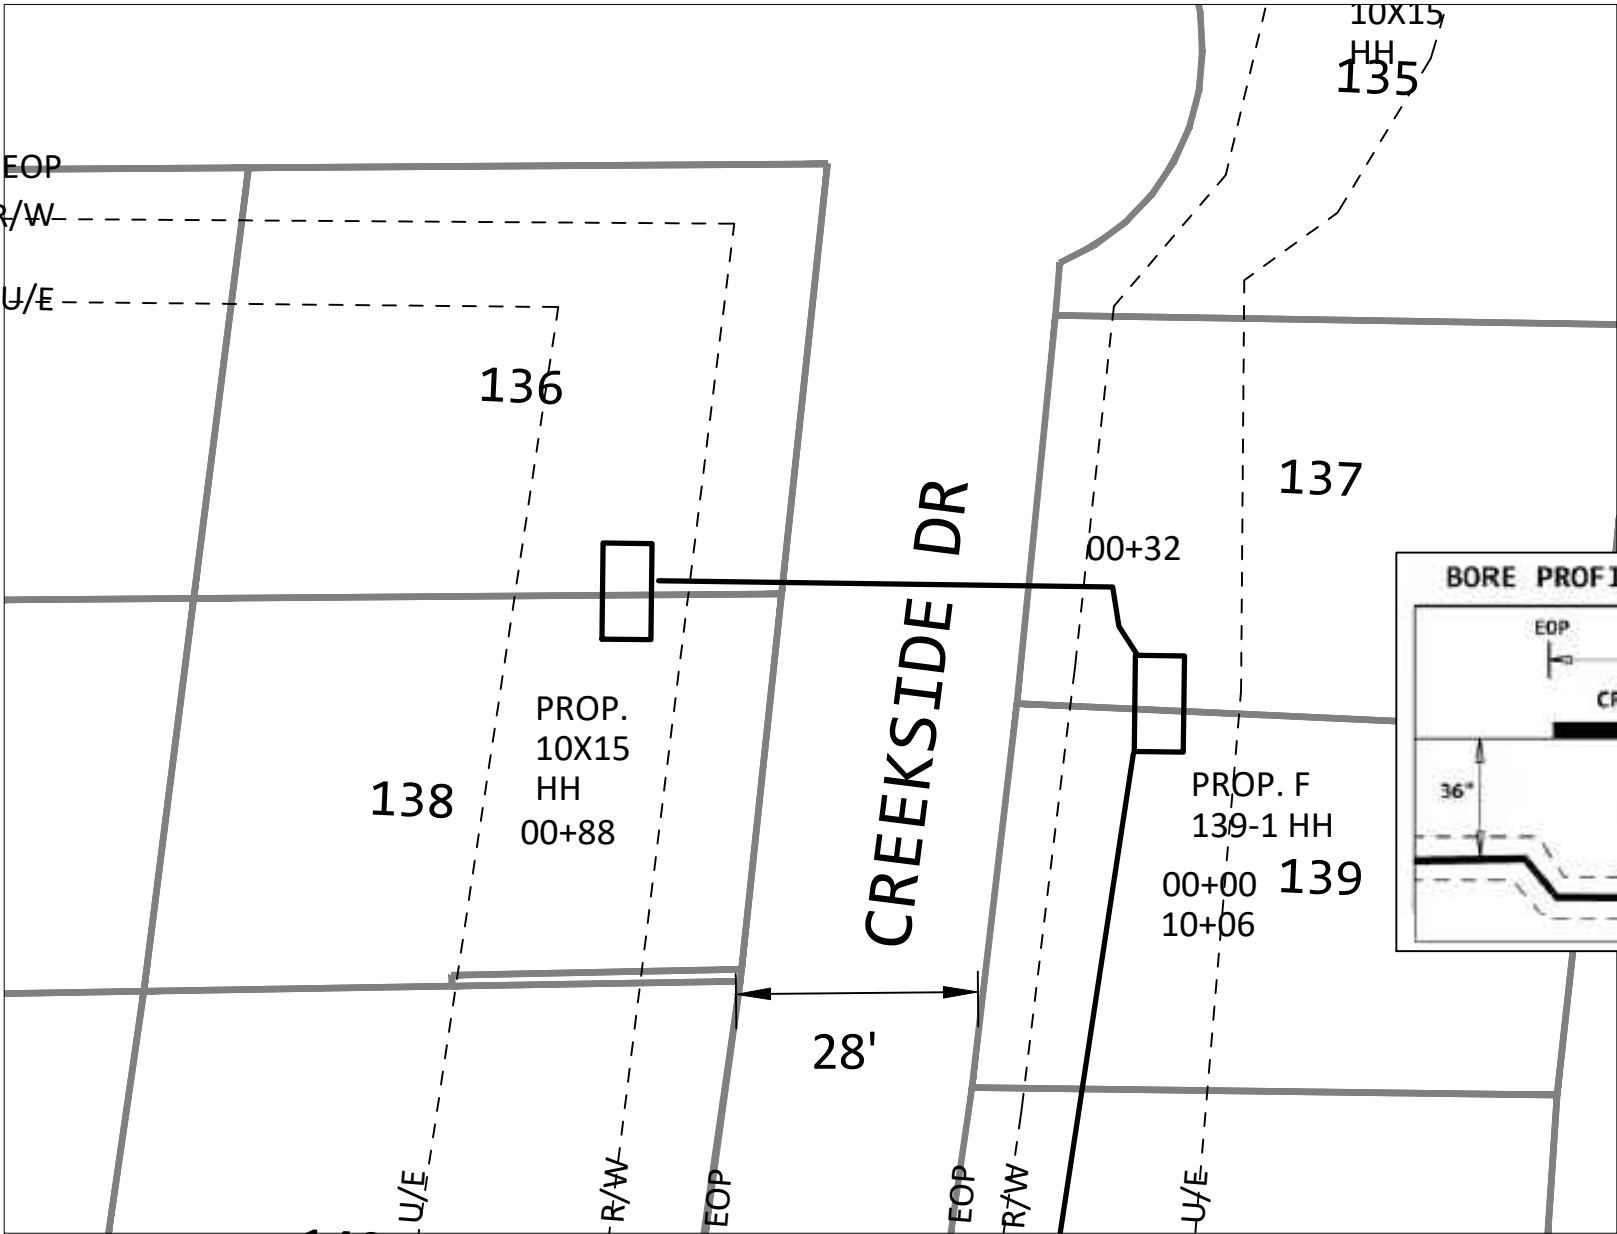 10X15
HH
135
EOP
R/W
U/E
136
137
CREEKSIDE DR
00+32
BORE PROFI
EOP
CR
36"
PROP.
10X15
HH
00+88
138
PROP. F
139-1 HH
00+00
10+06
139
28'
U/E
R/W
EOP
EOP
R/W
U/E